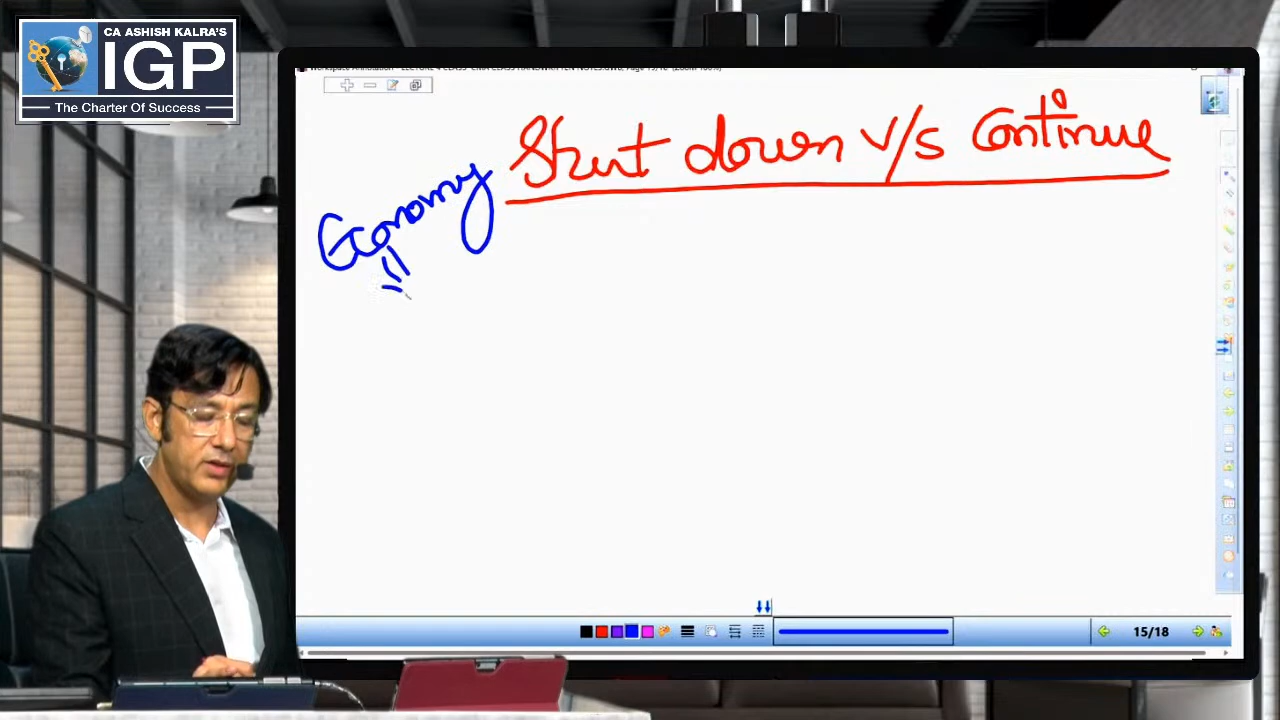 CA ASHISH KALRA'S
IGP
The Charter Of Success
Shut down v/s Continue
Economy
15/18